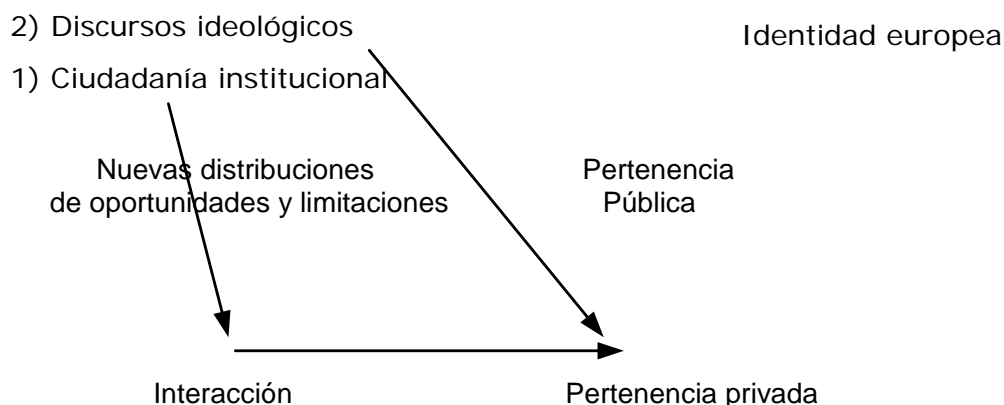 2) Discursos ideológicos
Identidad europea
1) Ciudadanía institucional
Nuevas distribuciones
de oportunidades y limitaciones
Pertenencia
Pública
Interacción
Pertenencia privada